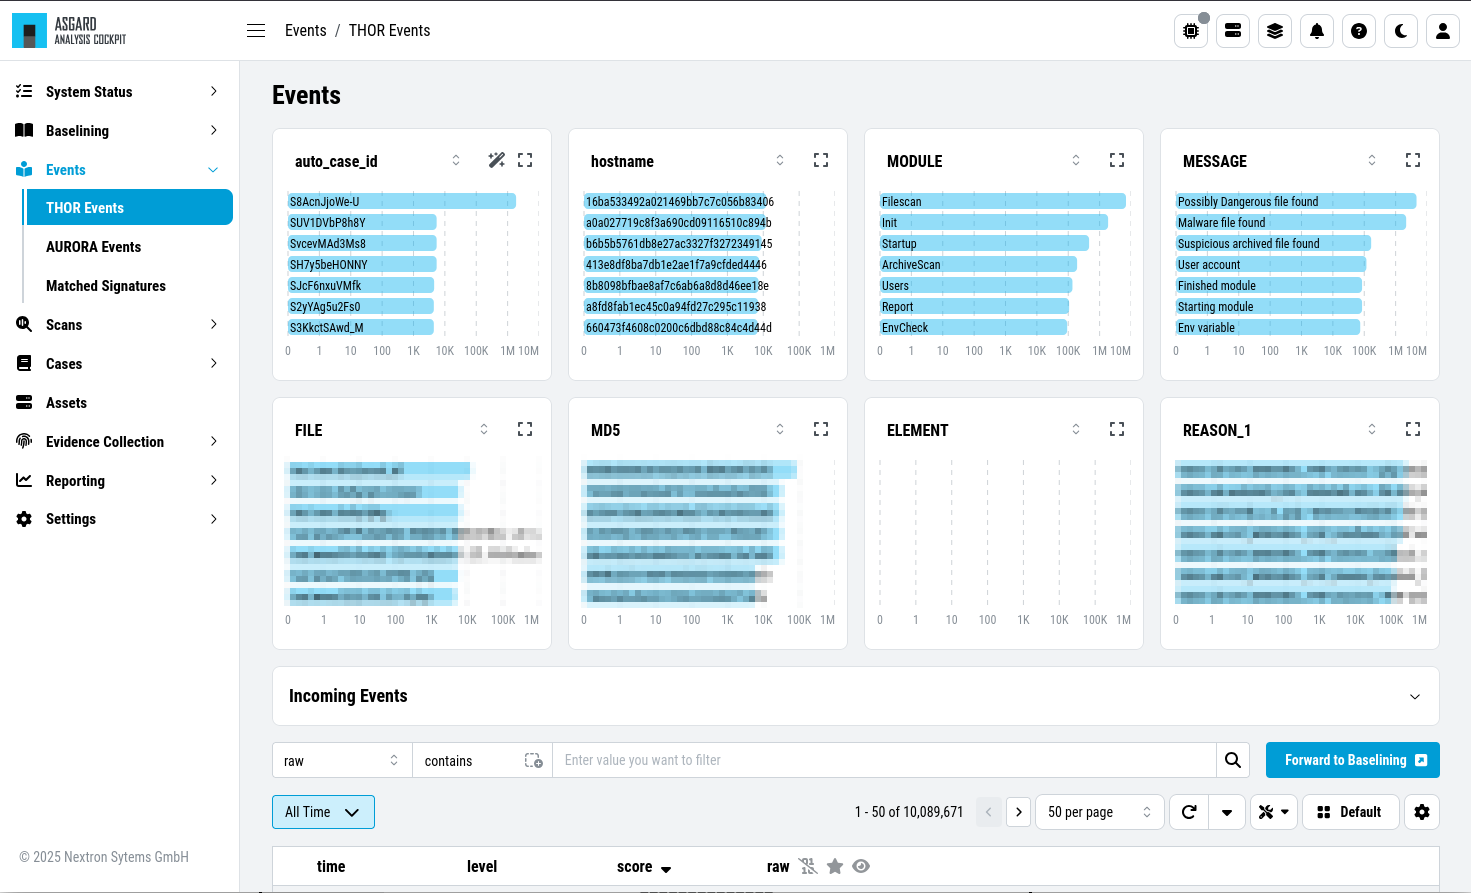 ASGARD
ANALYSIS COCKPIT
Events / THOR Events
System Status
Baselining
Events
THOR Events
AURORA Events
Matched Signatures
Scans
Cases
Assets
Evidence Collection
Reporting
Settings
© 2025 Nextron Sytems GmbH
Events
auto_case_id
S8AcnJjoWe-U
SUV1DVbP8h8Y
SvcevMAd3Ms8
SH7y5beHONNY
SJcF6nxuVMfk
S2yYAg5u2Fs0
S3KkctSAwd_M
0 1 10 100 1K 10K 100K 1M 10M
hostname
16ba533492a021469bb7c7c056b83406
a0a027719c8f3a690cd09116510c894b
b6b5b5761db8e27ac3327f3272349145
413e8df8ba7db1e2ae1f7a9cfded4446
8b8098bfbae8af7c6ab6a8d8d46ee18e
a8fd8fab1ec45c0a94fd27c295c11938
660473f4608c0200c6dbd88c84c4d44d
0 1 10 100 1K 10K 100K 1M
MODULE
Filescan
Init
Startup
ArchiveScan
Users
Report
EnvCheck
0 1 10 100 1K 10K 100K 1M 10M
MESSAGE
Possibly Dangerous file found
Malware file found
Suspicious archived file found
User account
Finished module
Starting module
Env variable
0 1 10 100 1K 10K 100K 1M 10M
FILE
0 1 10 100 1K 10K 100K 1M
MD5
0 1 10 100 1K 10K 100K 1M
ELEMENT
0 1 10 100 1K 10K 100K 1M
REASON_1
0 1 10 100 1K 10K 100K 1M
Incoming Events
raw contains Enter value you want to filter Forward to Baselining
All Time 1 - 50 of 10,089,671 50 per page Default
time level score raw